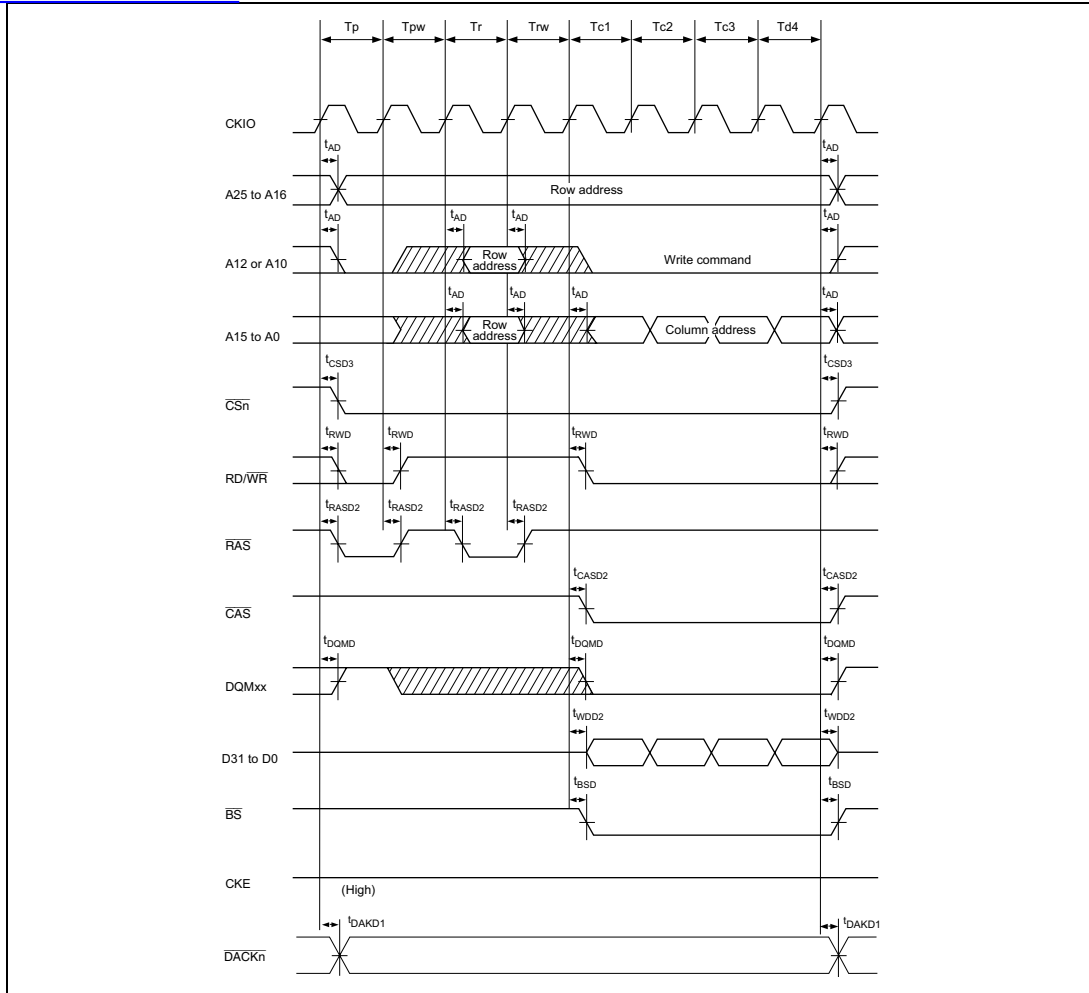 Tp Tpw Tr Trw Tc1 Tc2 Tc3 Td4
CKIO
tAD tAD
A25 to A16 Row address
tAD tAD tAD tAD
A12 or A10 Row address Write command
tAD tAD tAD tAD
A15 to A0 Row address Column address
tCSD3 tCSD3
CSn
tRWD tRWD tRWD tRWD
RD/WR
tRASD2 tRASD2 tRASD2 tRASD2
RAS
tCASD2 tCASD2
CAS
tDQMD tDQMD tDQMD
DQMxx
tWDD2 tWDD2
D31 to D0
tBSD tBSD
BS
CKE
(High)
tDAKD1 tDAKD1
DACKn